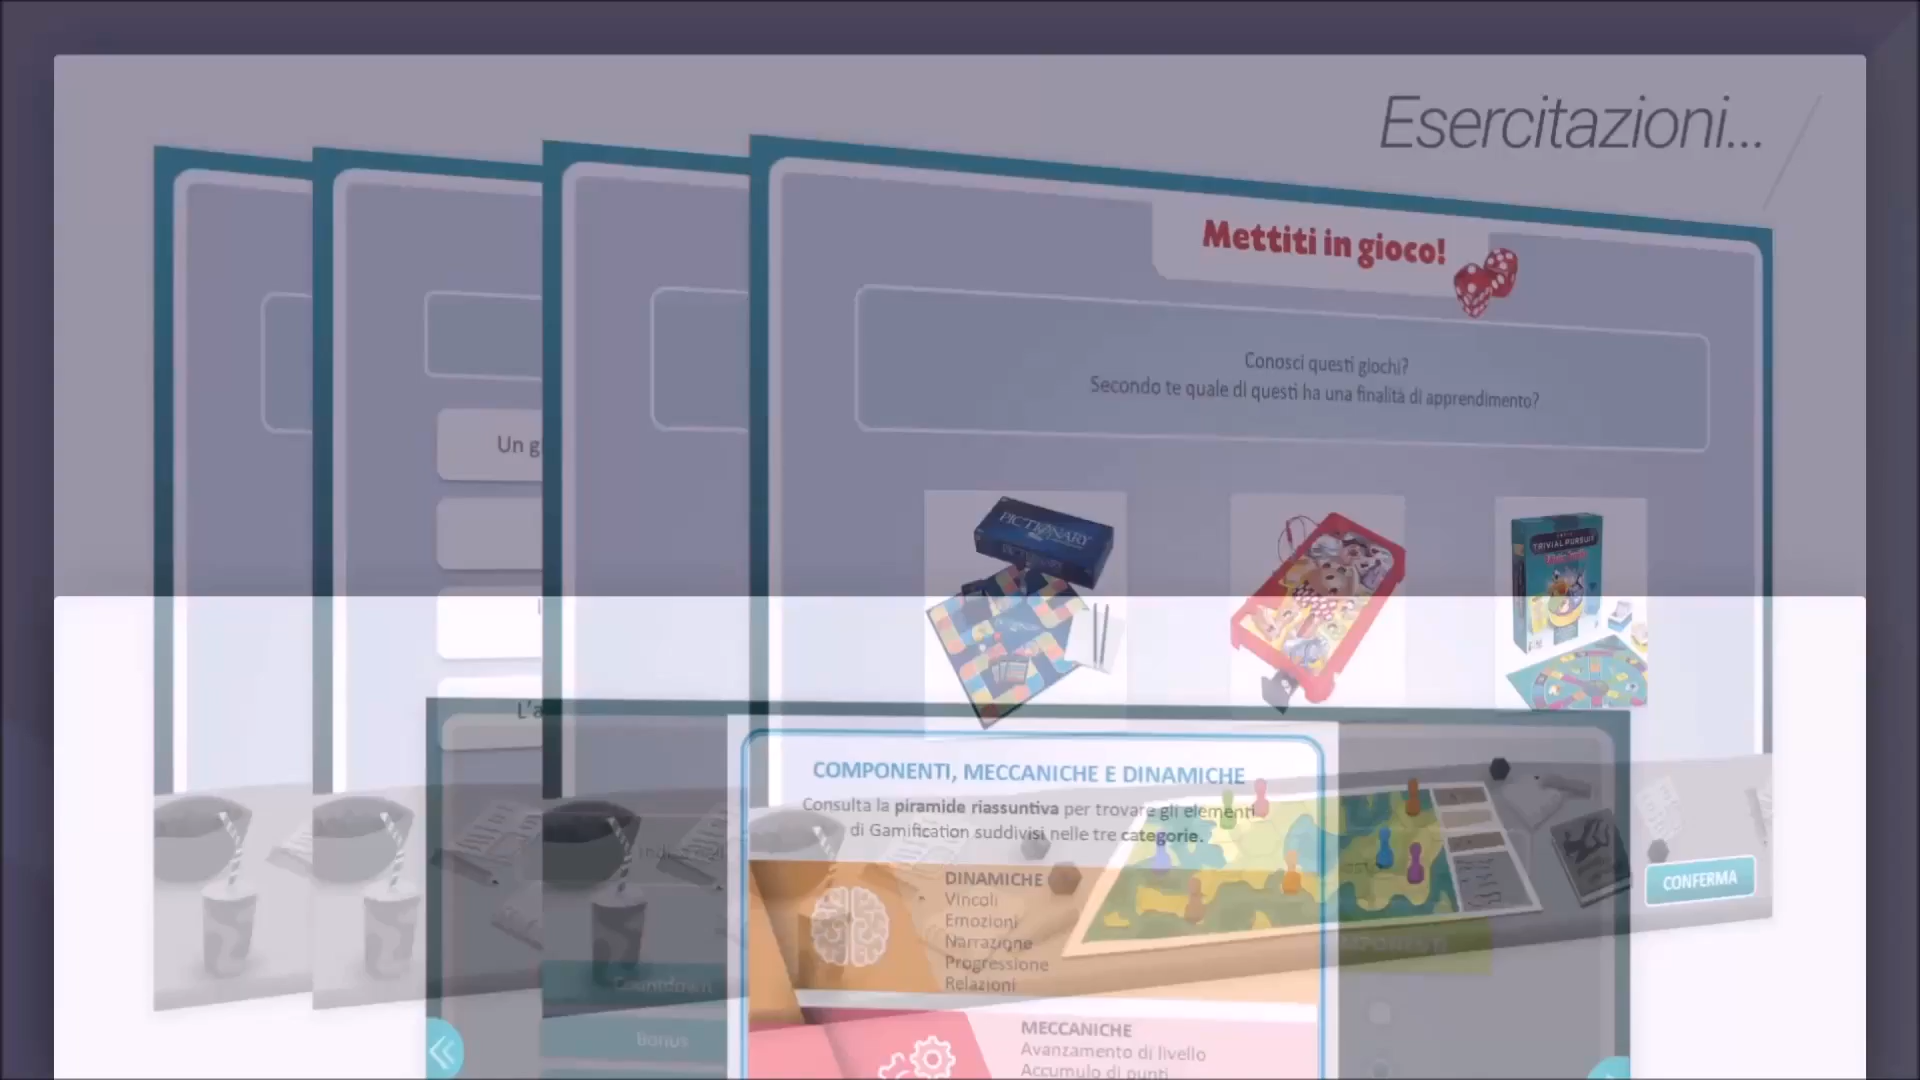 Esercitazioni...
Mettiti in gioco!
Conosci questi giochi?
Secondo te quale di questi ha una finalità di apprendimento?
Un g
PICTIONARY
TRIVIAL PURSUIT
L'a
COMPONENTI, MECCANICHE E DINAMICHE
Consulta la piramide riassuntiva per trovare gli elementi
di Gamification suddivisi nelle tre categorie.
DINAMICHE
Vincoli
Emozioni
Narrazione
Progressione
Relazioni
CONFERMA
Countdown
Bonus
MECCANICHE
Avanzamento di livello
Accumulo di punti